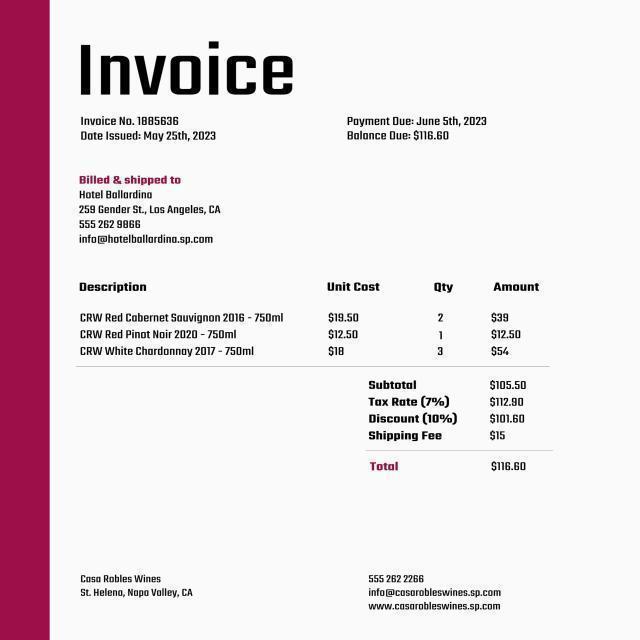 Invoice
Invoice No. 1885636 Payment Due: June 5th, 2023
Date Issued: May 25th, 2023 Balance Due: $116.60
Billed & shipped to
Hotel Ballardina
259 Gender St., Los Angeles, CA
555 262 9866
info@hotelballardina.sp.com
Description Unit Cost Qty Amount
CRW Red Cabernet Sauvignon 2016 - 750ml $19.50 2 $39
CRW Red Pinot Noir 2020 - 750ml $12.50 1 $12.50
CRW White Chardonnay 2017 - 750ml $18 3 $54
Subtotal $105.50
Tax Rate (7%) $112.90
Discount (10%) $101.60
Shipping Fee $15
Total $116.60
Casa Robles Wines 555 262 2266
St. Helena, Napa Valley, CA info@casarobleswines.sp.com
www.casarobleswines.sp.com